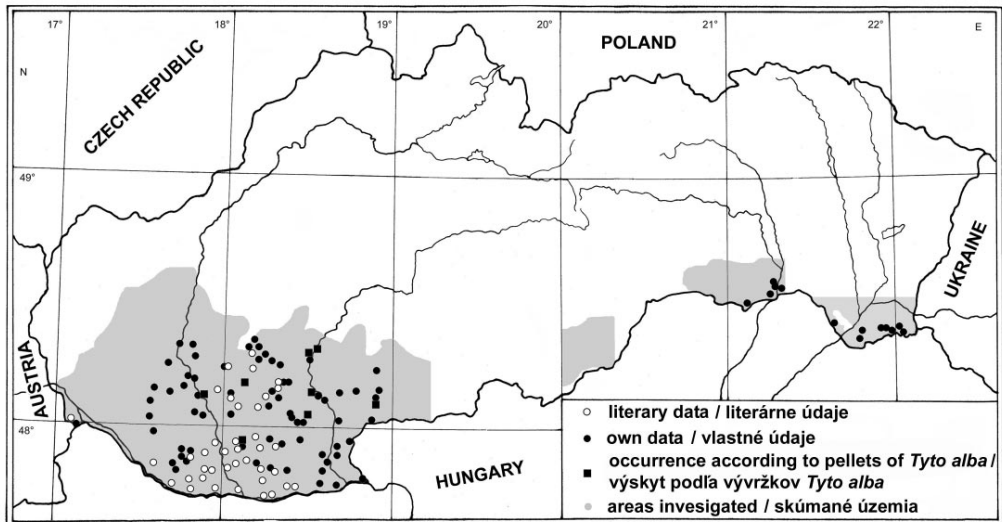 17° 18° 19° 20° 21° 22°
N E
POLAND
CZECH REPUBLIC
49°
UKRAINE
AUSTRIA
48°
HUNGARY
literary data / literárne údaje
own data / vlastné údaje
occurrence according to pellets of Tyto alba /
výskyt podľa vývržkov Tyto alba
areas invesigated / skúmané územia